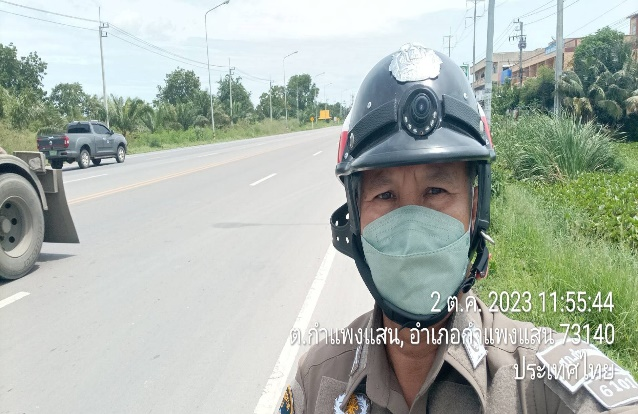 2 ต.ค. 2023 11:55:44
ต.กำแพงแสน, อำเภอกำแพงแสน 73140
ประเทศไทย
6101